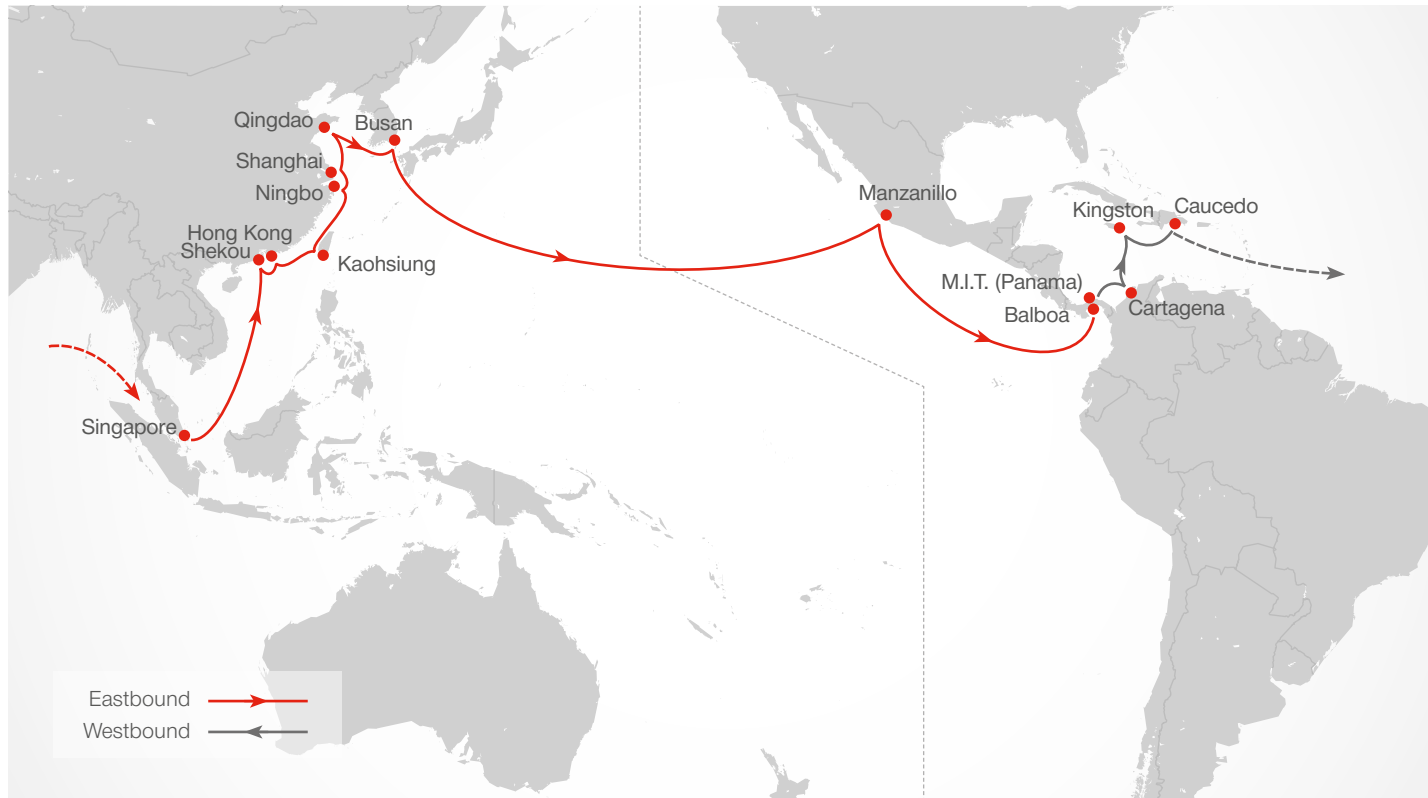 Qingdao
Busan
Shanghai
Ningbo
Manzanillo
Kingston
Caucedo
Hong Kong
Shekou
Kaohsiung
M.I.T. (Panama)
Balboa
Cartagena
Singapore
Eastbound
Westbound